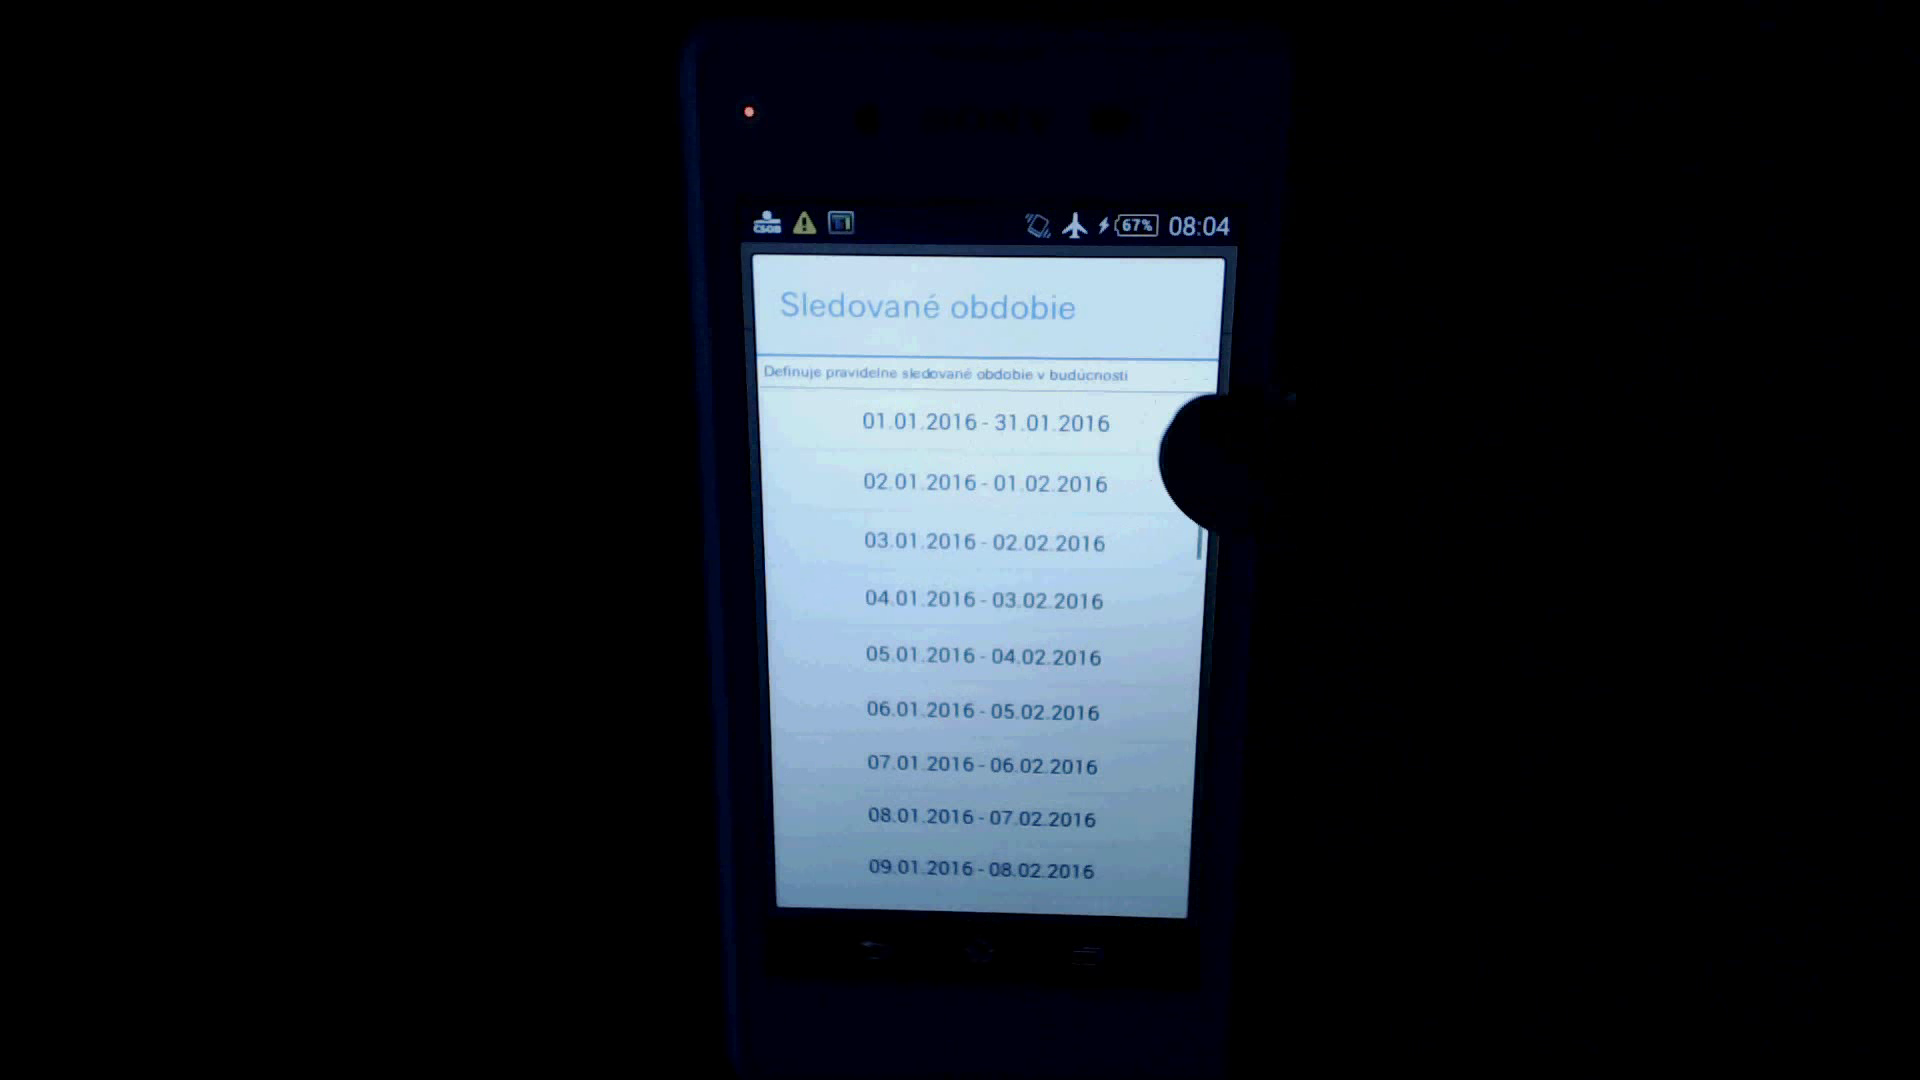 SONY
ČSOB
67% 08:04
Sledované obdobie
Definuje pravidelne sledované obdobie v budúcnosti
01.01.2016 - 31.01.2016
02.01.2016 - 01.02.2016
03.01.2016 - 02.02.2016
04.01.2016 - 03.02.2016
05.01.2016 - 04.02.2016
06.01.2016 - 05.02.2016
07.01.2016 - 06.02.2016
08.01.2016 - 07.02.2016
09.01.2016 - 08.02.2016